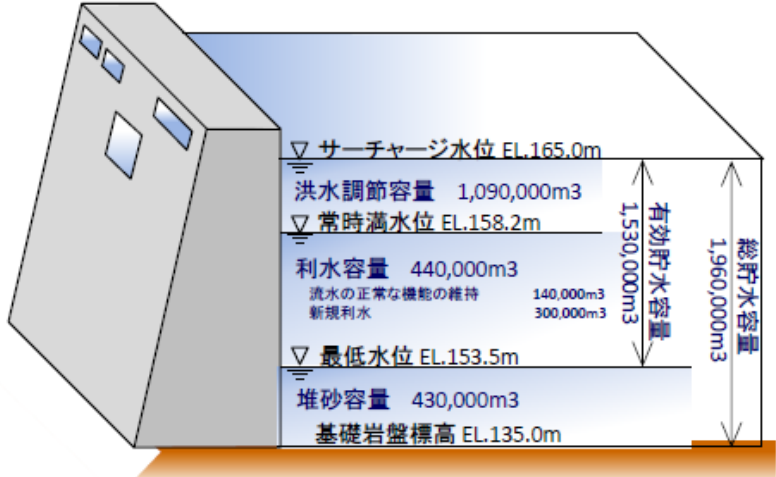 ▽ サーチャージ水位 EL.165.0m
洪水調節容量 1,090,000m3
▽ 常時満水位 EL.158.2m
利水容量 440,000m3
流水の正常な機能の維持 140,000m3
新規利水 300,000m3
▽ 最低水位 EL.153.5m
堆砂容量 430,000m3
基礎岩盤標高 EL.135.0m
有効貯水容量
1,530,000m3
総貯水容量
1,960,000m3